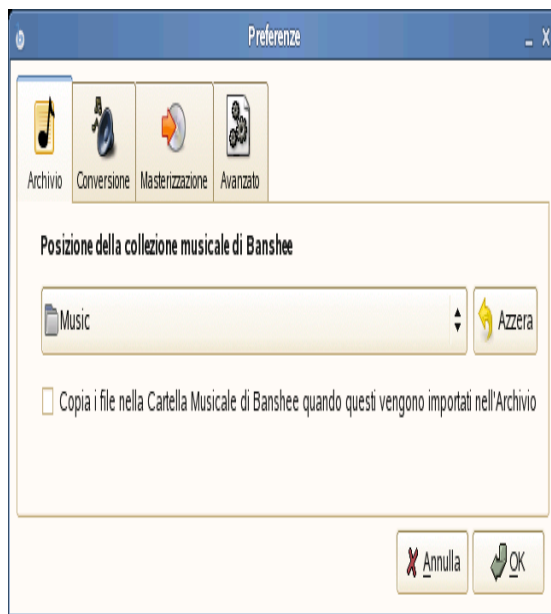 Preferenze
Archivio
Conversione
Masterizzazione
Avanzato
Posizione della collezione musicale di Banshee
Music
Azzera
Copia i file nella Cartella Musicale di Banshee quando questi vengono importati nell'Archivio
Annulla
OK